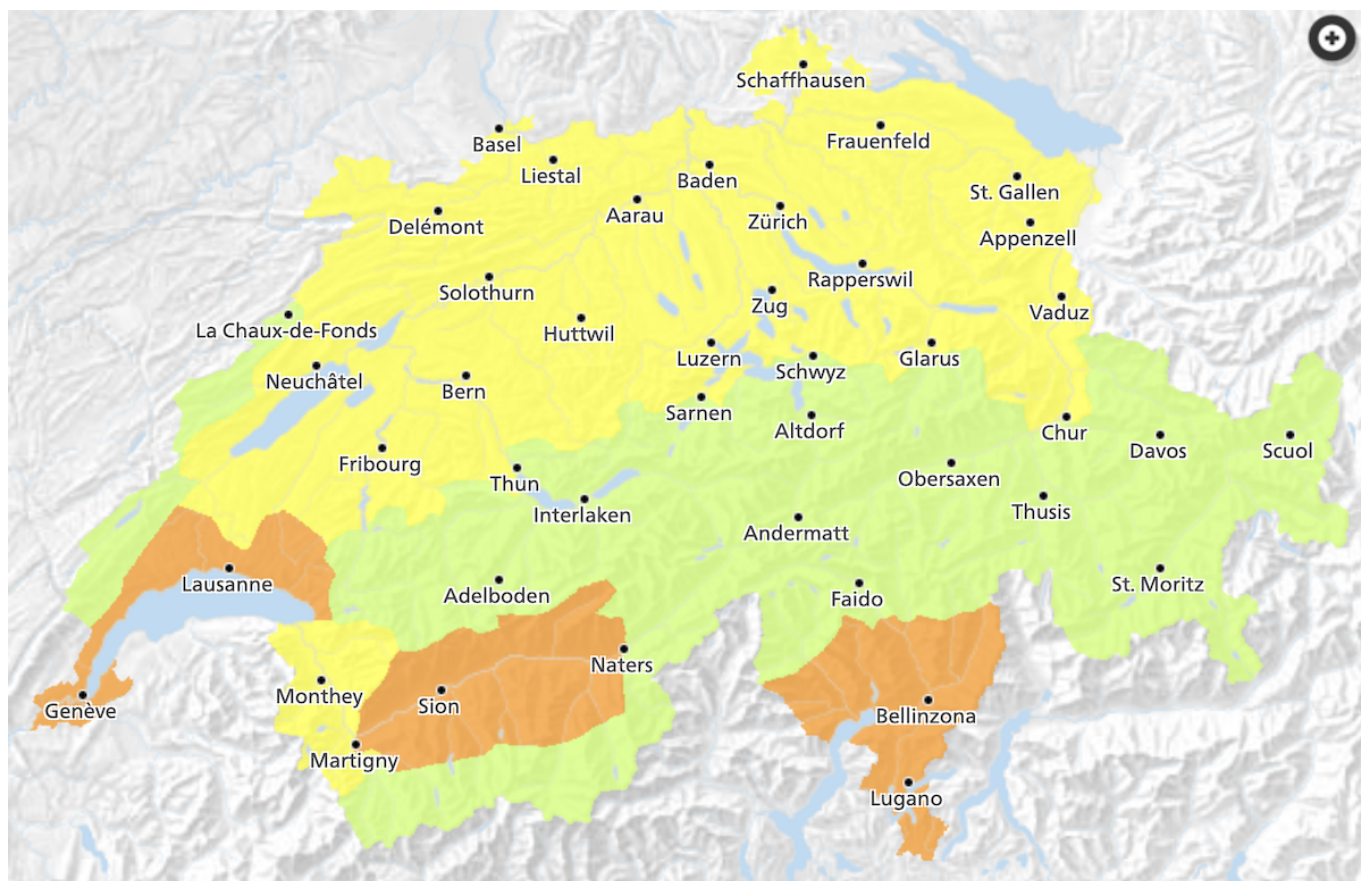 Schaffhausen
Basel
Frauenfeld
Liestal
Baden
St. Gallen
Aarau
Zürich
Delémont
Appenzell
Rapperswil
Solothurn
Zug
Vaduz
La Chaux-de-Fonds
Huttwil
Luzern
Glarus
Schwyz
Neuchâtel
Bern
Sarnen
Altdorf
Chur
Davos
Scuol
Fribourg
Obersaxen
Thun
Thusis
Interlaken
Andermatt
Lausanne
St. Moritz
Adelboden
Faido
Naters
Monthey
Sion
Genève
Bellinzona
Martigny
Lugano